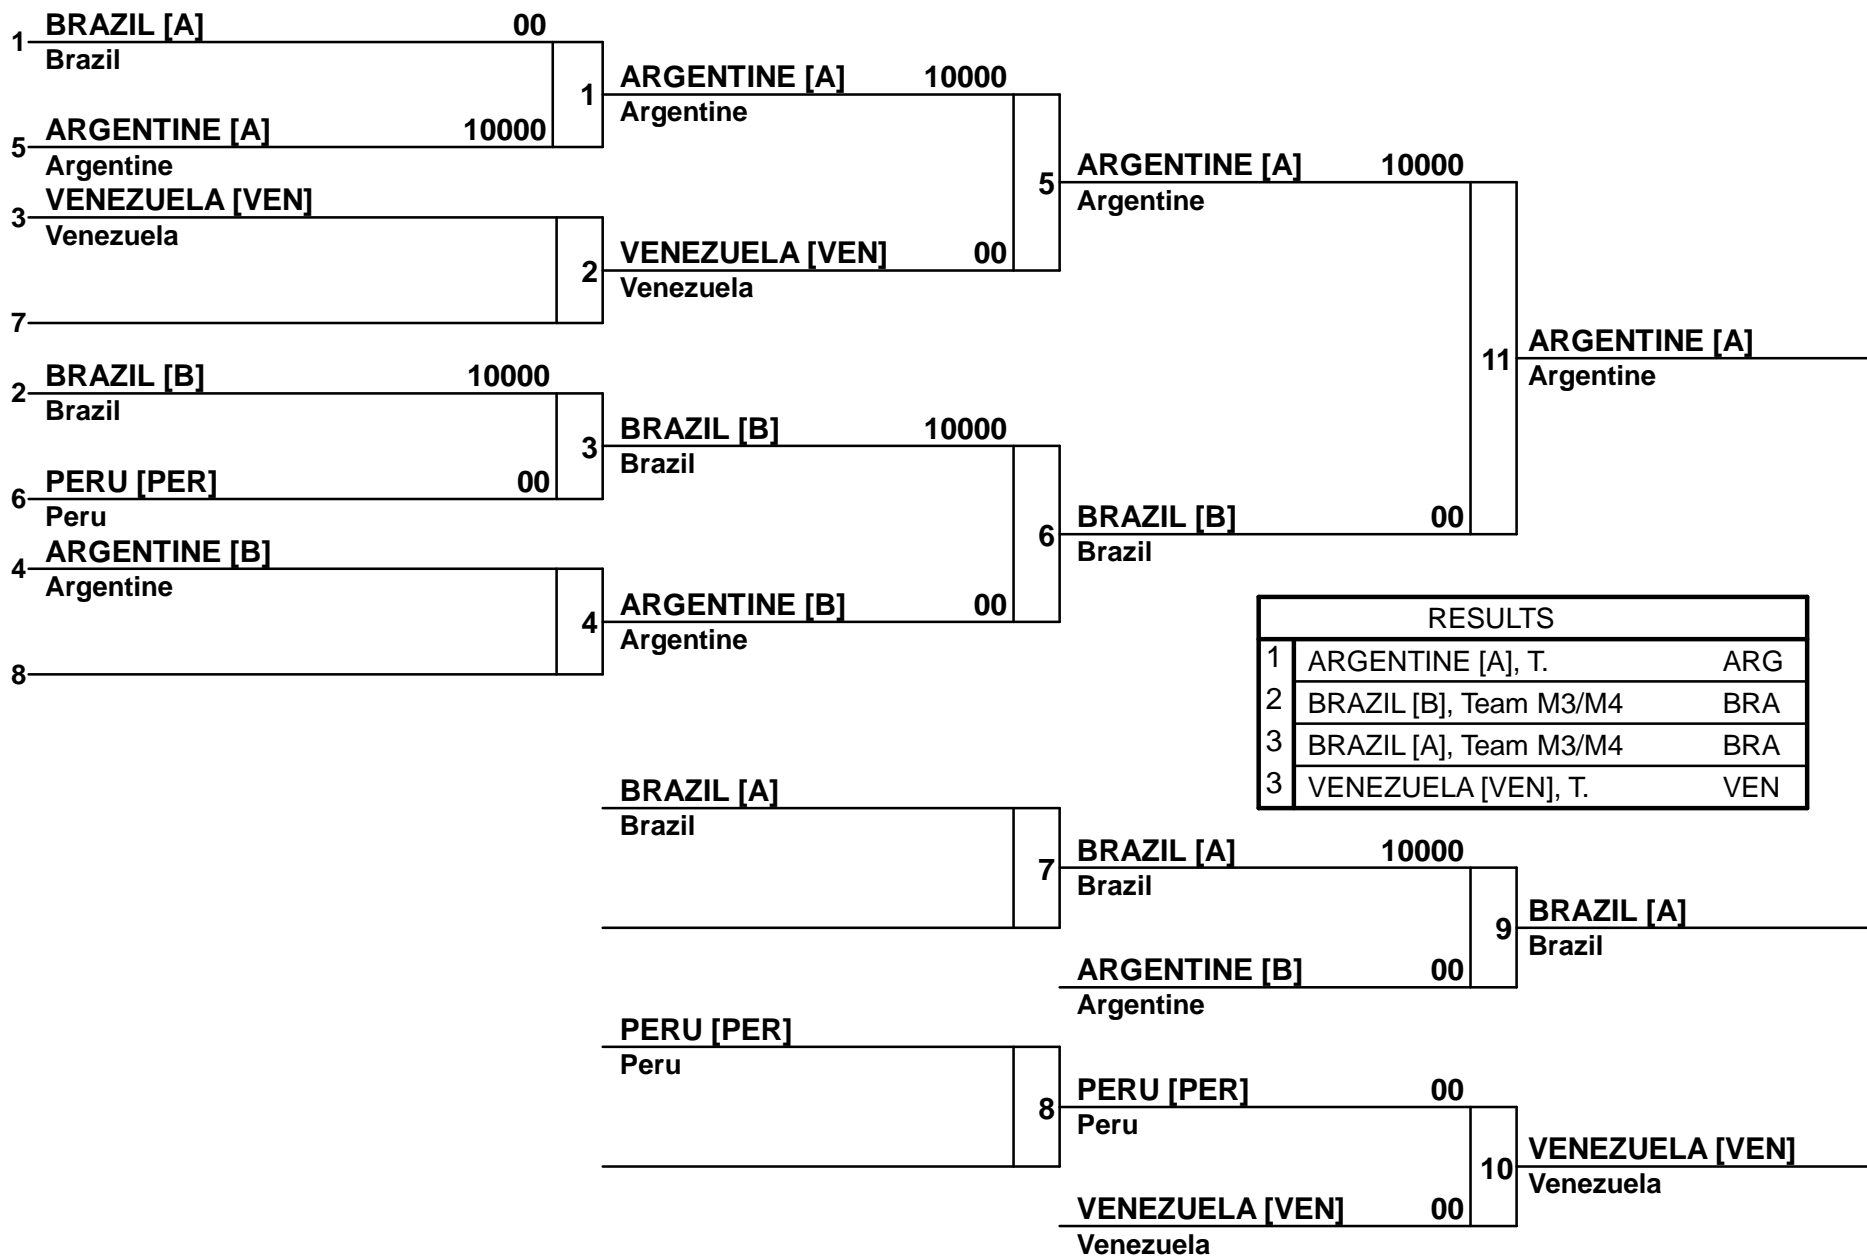 BRAZIL [A] 00
1
Brazil
ARGENTINE [A] 10000
1
Argentine
ARGENTINE [A] 10000
5
Argentine
ARGENTINE [A] 10000
5
Argentine
VENEZUELA [VEN]
3
Venezuela
VENEZUELA [VEN] 00
2
Venezuela
7
ARGENTINE [A]
11
Argentine
BRAZIL [B] 10000
2
Brazil
BRAZIL [B] 10000
3
Brazil
PERU [PER] 00
6
Peru
BRAZIL [B] 00
6
Brazil
ARGENTINE [B]
4
Argentine
ARGENTINE [B] 00
4
Argentine
8
RESULTS
1 ARGENTINE [A], T. ARG
2 BRAZIL [B], Team M3/M4 BRA
3 BRAZIL [A], Team M3/M4 BRA
3 VENEZUELA [VEN], T. VEN
BRAZIL [A]
Brazil
BRAZIL [A] 10000
7
Brazil
BRAZIL [A]
9
Brazil
ARGENTINE [B] 00
Argentine
PERU [PER]
Peru
PERU [PER] 00
8
Peru
VENEZUELA [VEN]
10
Venezuela
VENEZUELA [VEN] 00
Venezuela